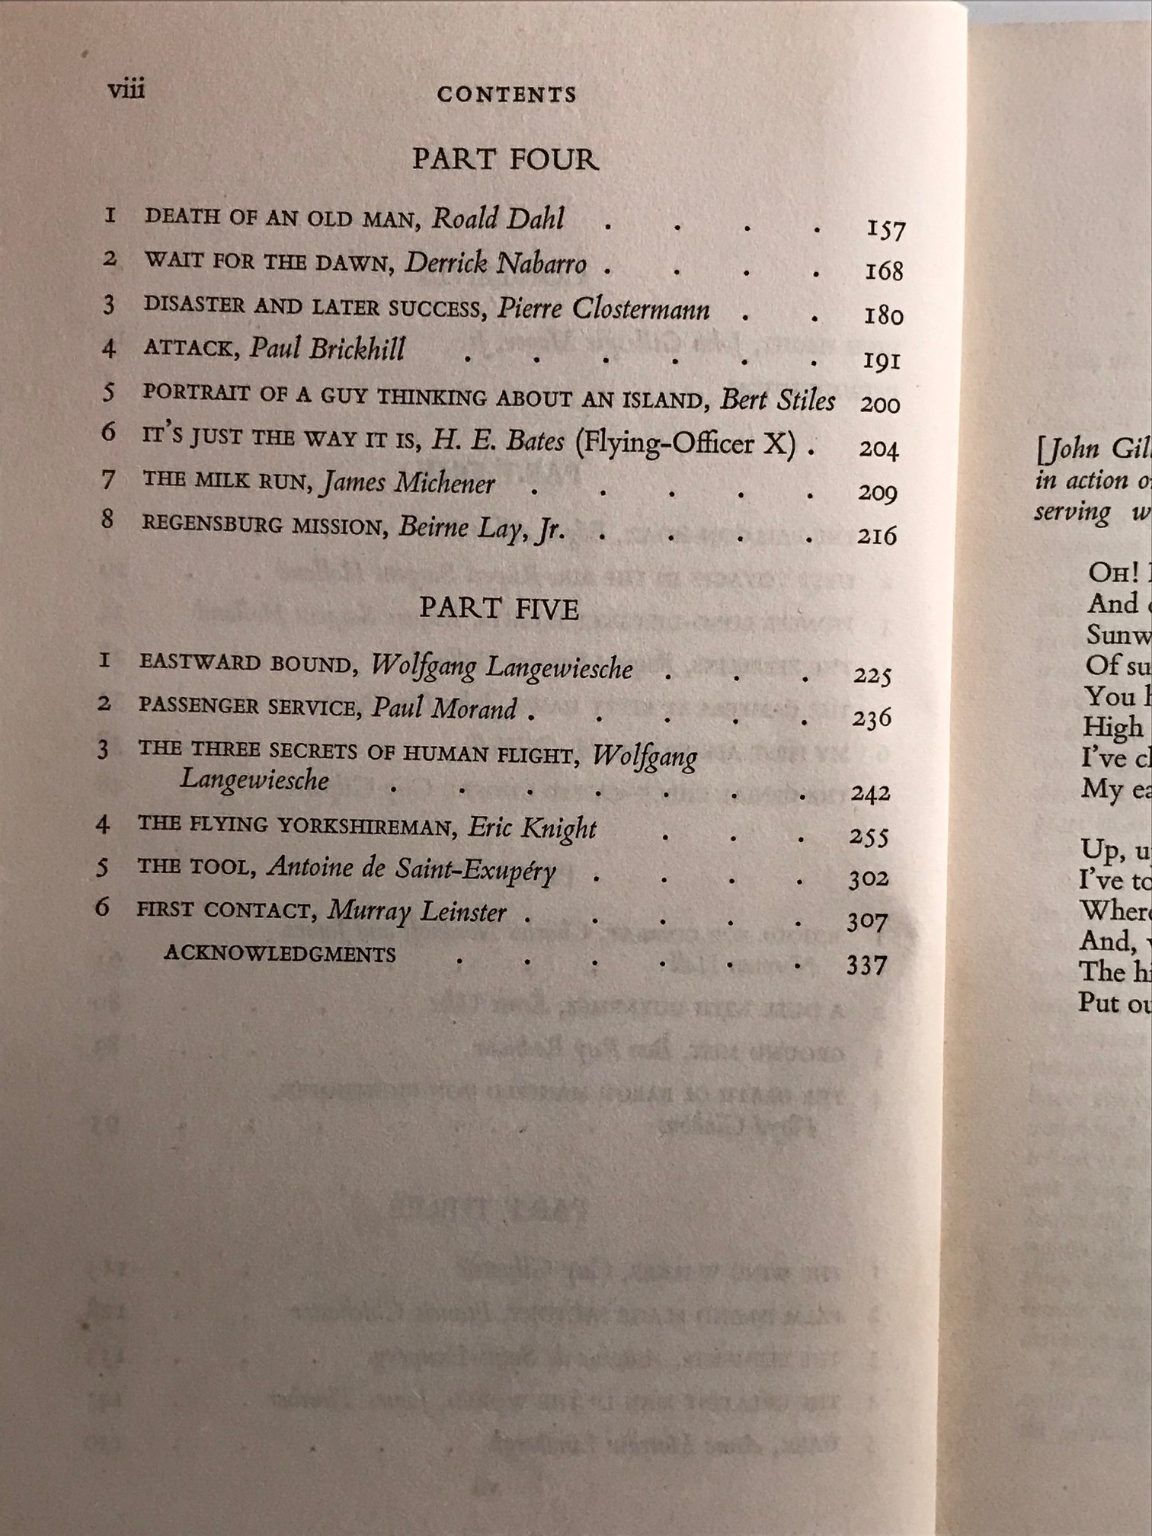 viii CONTENTS
PART FOUR
1 DEATH OF AN OLD MAN, Roald Dahl . . . . 157
2 WAIT FOR THE DAWN, Derrick Nabarro . . . . 168
3 DISASTER AND LATER SUCCESS, Pierre Clostermann . . 180
4 ATTACK, Paul Brickhill . . . . . . 191
5 PORTRAIT OF A GUY THINKING ABOUT AN ISLAND, Bert Stiles 200
6 IT'S JUST THE WAY IT IS, H. E. Bates (Flying-Officer X) . 204
7 THE MILK RUN, James Michener . . . . . 209
8 REGENSBURG MISSION, Beirne Lay, Jr. . . . . 216
PART FIVE
1 EASTWARD BOUND, Wolfgang Langewiesche . . . 225
2 PASSENGER SERVICE, Paul Morand . . . . . 236
3 THE THREE SECRETS OF HUMAN FLIGHT, Wolfgang
Langewiesche . . . . . . . 242
4 THE FLYING YORKSHIREMAN, Eric Knight . . . 255
5 THE TOOL, Antoine de Saint-Exupéry . . . . 302
6 FIRST CONTACT, Murray Leinster . . . . . 307
ACKNOWLEDGMENTS . . . . . . 337
[John
in action
serving
OH!
And
Sunw
Of su
You
High
I've
My
Up,
I've
Where
And,
The
Put